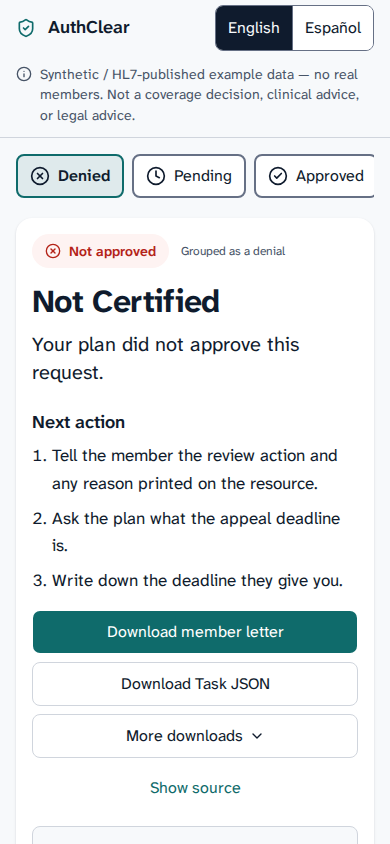 AuthClear
English
Español
Synthetic / HL7-published example data — no real
members. Not a coverage decision, clinical advice,
or legal advice.
Denied
Pending
Approved
Not approved
Grouped as a denial
Not Certified
Your plan did not approve this
request.
Next action
1. Tell the member the review action and
any reason printed on the resource.
2. Ask the plan what the appeal deadline
is.
3. Write down the deadline they give you.
Download member letter
Download Task JSON
More downloads
Show source